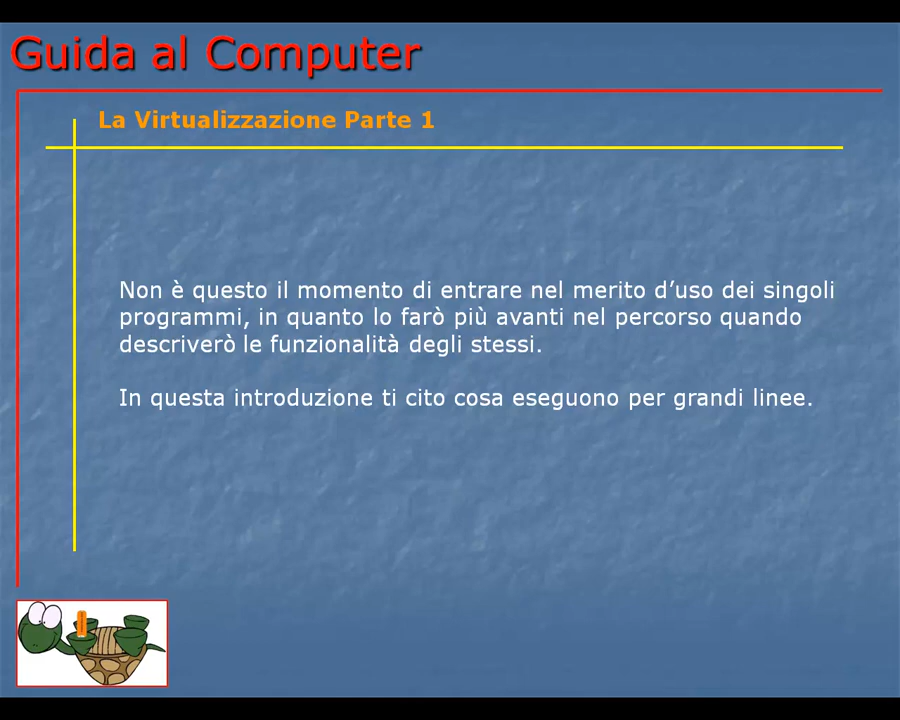 Guida al Computer
La Virtualizzazione Parte 1
Non è questo il momento di entrare nel merito d’uso dei singoli
programmi, in quanto lo farò più avanti nel percorso quando
descriverò le funzionalità degli stessi.
In questa introduzione ti cito cosa eseguono per grandi linee.